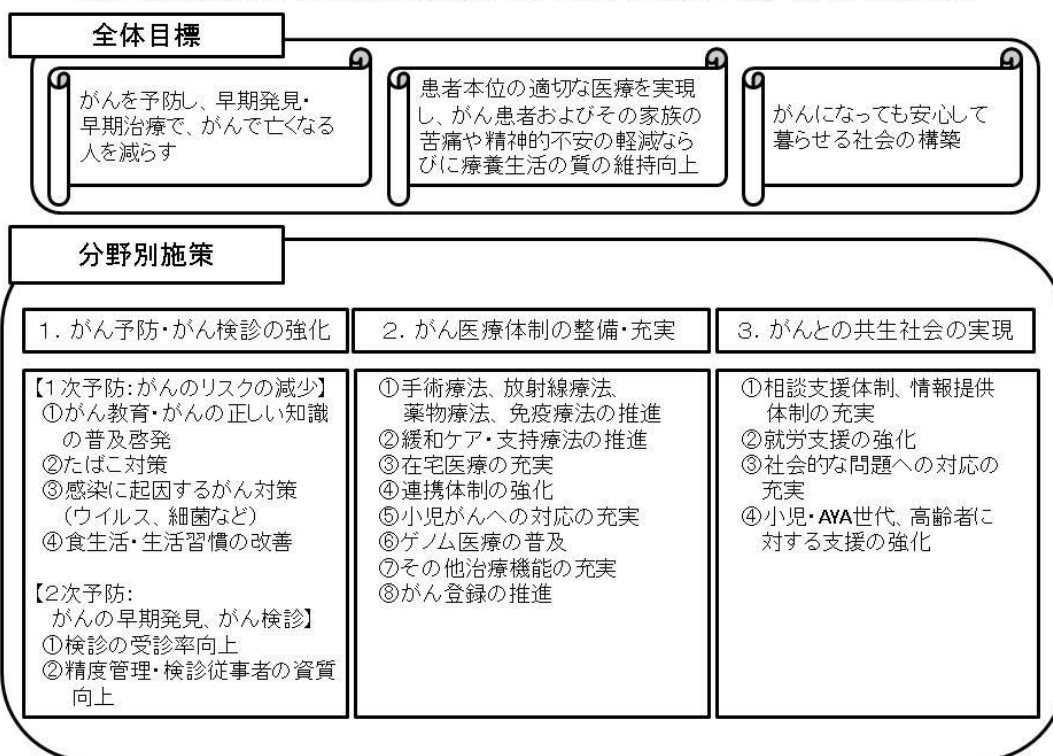 全体目標
がんを予防し、早期発見・
早期治療で、がんで亡くなる
人を減らす
患者本位の適切な医療を実現
し、がん患者およびその家族の
苦痛や精神的不安の軽減なら
びに療養生活の質の維持向上
がんになっても安心して
暮らせる社会の構築
分野別施策
1. がん予防・がん検診の強化
【1次予防:がんのリスクの減少】
①がん教育・がんの正しい知識
の普及啓発
②たばこ対策
③感染に起因するがん対策
(ウイルス、細菌など)
④食生活・生活習慣の改善
【2次予防:
がんの早期発見、がん検診】
①検診の受診率向上
②精度管理・検診従事者の資質
向上
2. がん医療体制の整備・充実
①手術療法、放射線療法、
薬物療法、免疫療法の推進
②緩和ケア・支持療法の推進
③在宅医療の充実
④連携体制の強化
⑤小児がんへの対応の充実
⑥ゲノム医療の普及
⑦その他治療機能の充実
⑧がん登録の推進
3. がんとの共生社会の実現
①相談支援体制、情報提供
体制の充実
②就労支援の強化
③社会的な問題への対応の
充実
④小児・AYA世代、高齢者に
対する支援の強化